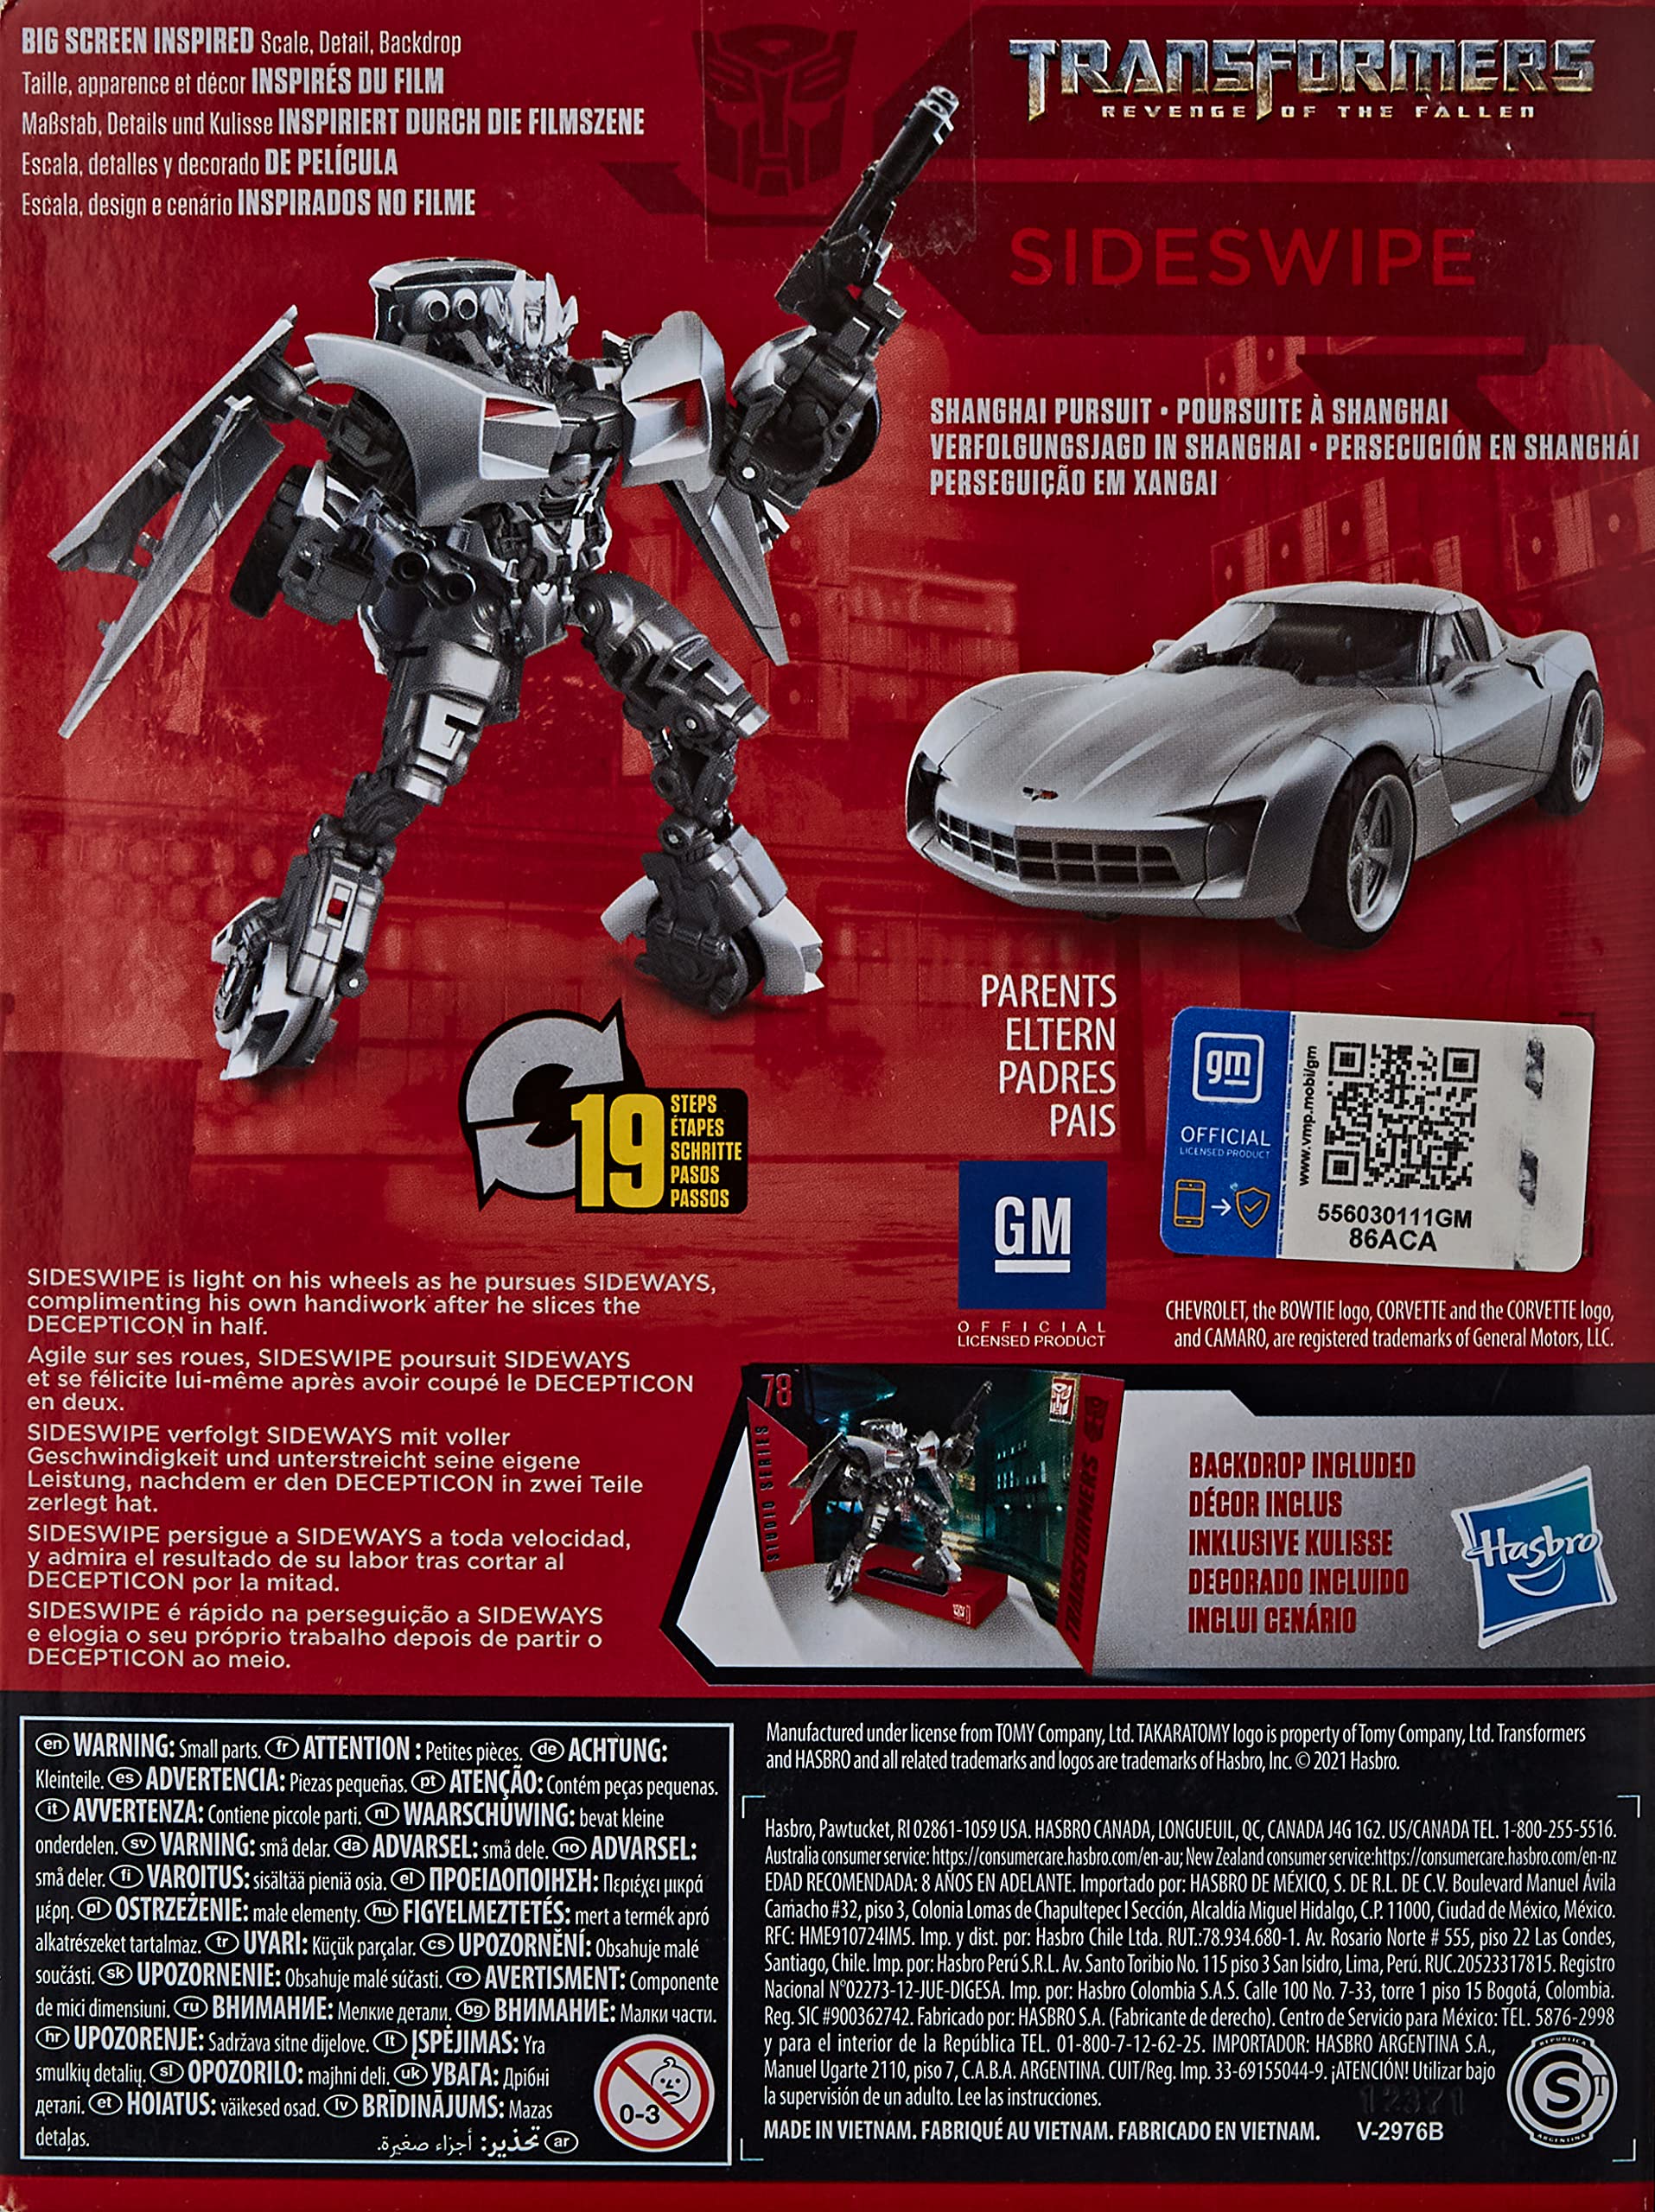 BIG SCREEN INSPIRED Scale, Detail, Backdrop
Taille, apparence et décor INSPIRÉS DU FILM
Maßstab, Details und Kulisse INSPIRIERT DURCH DIE FILMSZENE
Escala, detalles y decorado DE PELÍCULA
Escala, design e cenário INSPIRADOS NO FILME
TRANSFORMERS
REVENGE OF THE FALLEN
SIDESWIPE
SHANGHAI PURSUIT • POURSUITE À SHANGHAI
VERFOLGUNGSJAGD IN SHANGHAI • PERSECUCIÓN EN SHANGHÁI
PERSEGUIÇÃO EM XANGAI
19
STEPS
ÉTAPES
SCHRITTE
PASOS
PASSOS
PARENTS
ELTERN
PADRES
PAIS
GM
OFFICIAL
LICENSED PRODUCT
gm
OFFICIAL
LICENSED PRODUCT
www.vmp.mobi/gm
556030111GM
86ACA
CHEVROLET, the BOWTIE logo, CORVETTE and the CORVETTE logo,
and CAMARO, are registered trademarks of General Motors, LLC.
SIDESWIPE is light on his wheels as he pursues SIDEWAYS,
complimenting his own handiwork after he slices the
DECEPTICON in half.
Agile sur ses roues, SIDESWIPE poursuit SIDEWAYS
et se félicite lui-même après avoir coupé le DECEPTICON
en deux.
SIDESWIPE verfolgt SIDEWAYS mit voller
Geschwindigkeit und unterstreicht seine eigene
Leistung, nachdem er den DECEPTICON in zwei Teile
zerlegt hat.
SIDESWIPE persigue a SIDEWAYS a toda velocidad,
y admira el resultado de su labor tras cortar al
DECEPTICON por la mitad.
SIDESWIPE é rápido na perseguição a SIDEWAYS
e elogia o seu próprio trabalho depois de partir o
DECEPTICON ao meio.
78
STUDIO SERIES
TRANSFORMERS
BACKDROP INCLUDED
DÉCOR INCLUS
INKLUSIVE KULISSE
DECORADO INCLUIDO
INCLUI CENÁRIO
Hasbro
en WARNING: Small parts. fr ATTENTION : Petites pièces. de ACHTUNG:
Kleinteile. es ADVERTENCIA: Piezas pequeñas. pt ATENÇÃO: Contém peças pequenas.
it AVVERTENZA: Contiene piccole parti. nl WAARSCHUWING: bevat kleine
onderdelen. sv VARNING: små delar. da ADVARSEL: små dele. no ADVARSEL:
små deler. fi VAROITUS: sisältää pieniä osia. el ΠΡΟΕΙΔΟΠΟΙΗΣΗ: Περιέχει μικρά
μέρη. pl OSTRZEŻENIE: małe elementy. hu FIGYELMEZTETÉS: mert a termék apró
alkatrészeket tartalmaz. tr UYARI: Küçük parçalar. cs UPOZORNĚNÍ: Obsahuje malé
součásti. sk UPOZORNENIE: Obsahuje malé súčasti. ro AVERTISMENT: Componente
de mici dimensiuni. ru ВНИМАНИЕ: Мелкие детали. bg ВНИМАНИЕ: Малки части.
hr UPOZORENJE: Sadržava sitne dijelove. lt ĮSPĖJIMAS: Yra
smulkių detalių. sl OPOZORILO: majhni deli. uk УВАГА: Дрібні
деталі. et HOIATUS: väikesed osad. lv BRĪDINĀJUMS: Mazas
detaļas.
ar تحذير: أجزاء صغيرة.
0-3
Manufactured under license from TOMY Company, Ltd. TAKARATOMY logo is property of Tomy Company, Ltd. Transformers
and HASBRO and all related trademarks and logos are trademarks of Hasbro, Inc. © 2021 Hasbro.
Hasbro, Pawtucket, RI 02861-1059 USA. HASBRO CANADA, LONGUEUIL, QC, CANADA J4G 1G2. US/CANADA TEL. 1-800-255-5516.
Australia consumer service: https://consumercare.hasbro.com/en-au; New Zealand consumer service:https://consumercare.hasbro.com/en-nz
EDAD RECOMENDADA: 8 AÑOS EN ADELANTE. Importado por: HASBRO DE MÉXICO, S. DE R.L. DE C.V. Boulevard Manuel Ávila
Camacho #32, piso 3, Colonia Lomas de Chapultepec I Sección, Alcaldía Miguel Hidalgo, C.P. 11000, Ciudad de México, México.
RFC: HME910724IM5. Imp. y dist. por: Hasbro Chile Ltda. RUT.:78.934.680-1. Av. Rosario Norte # 555, piso 22 Las Condes,
Santiago, Chile. Imp. por: Hasbro Perú S.R.L. Av. Santo Toribio No. 115 piso 3 San Isidro, Lima, Perú. RUC.20523317815. Registro
Nacional N°02273-12-JUE-DIGESA. Imp. por: Hasbro Colombia S.A.S. Calle 100 No. 7-33, torre 1 piso 15 Bogotá, Colombia.
Reg. SIC #900362742. Fabricado por: HASBRO S.A. (Fabricante de derecho). Centro de Servicio para México: TEL. 5876-2998
y para el interior de la República TEL. 01-800-7-12-62-25. IMPORTADOR: HASBRO ARGENTINA S.A.,
Manuel Ugarte 2110, piso 7, C.A.B.A. ARGENTINA. CUIT/Reg. Imp. 33-69155044-9. ¡ATENCIÓN! Utilizar bajo
la supervisión de un adulto. Lee las instrucciones.
12371
MADE IN VIETNAM. FABRIQUÉ AU VIETNAM. FABRICADO EN VIETNAM. V-2976B
REPUBLICA
S T
ARGENTINA